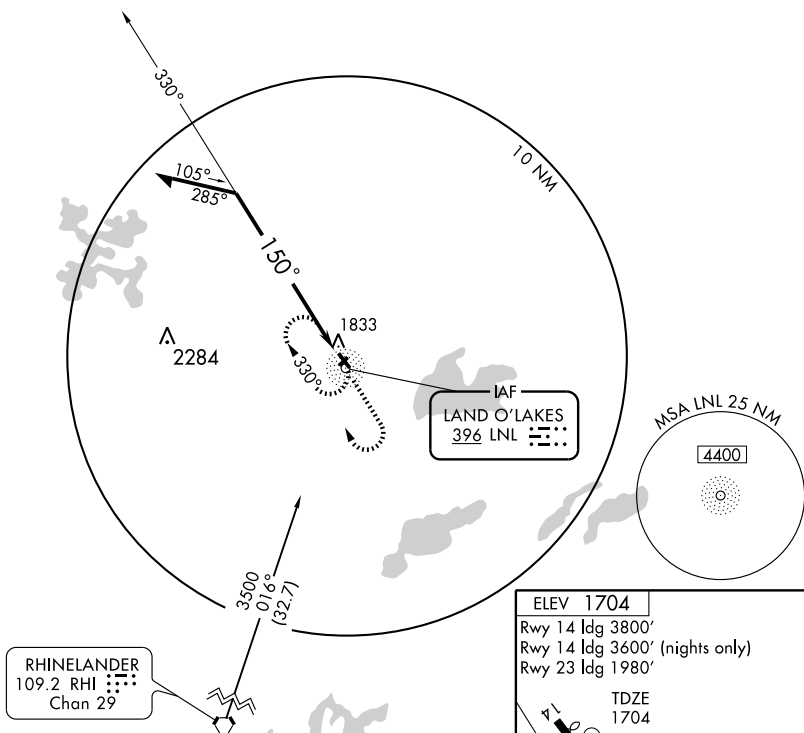 330°
10 NM
105°
285°
150°
1833
2284
330°
IAF
LAND O'LAKES
396 LNL
MSA LNL 25 NM
4400
3500
016°
(32.7)
RHINELANDER
109.2 RHI
Chan 29
ELEV 1704
Rwy 14 ldg 3800'
Rwy 14 ldg 3600' (nights only)
Rwy 23 ldg 1980'
TDZE
1704
14